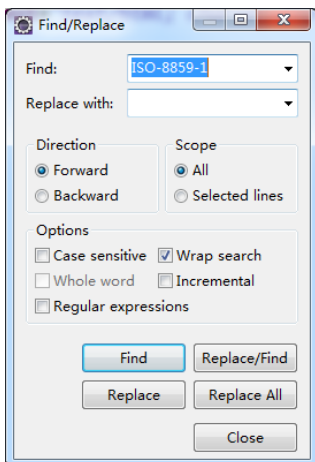 Find/Replace
Find: ISO-8859-1
Replace with:
Direction Scope
Forward All
Backward Selected lines
Options
Case sensitive Wrap search
Whole word Incremental
Regular expressions
Find Replace/Find
Replace Replace All
Close